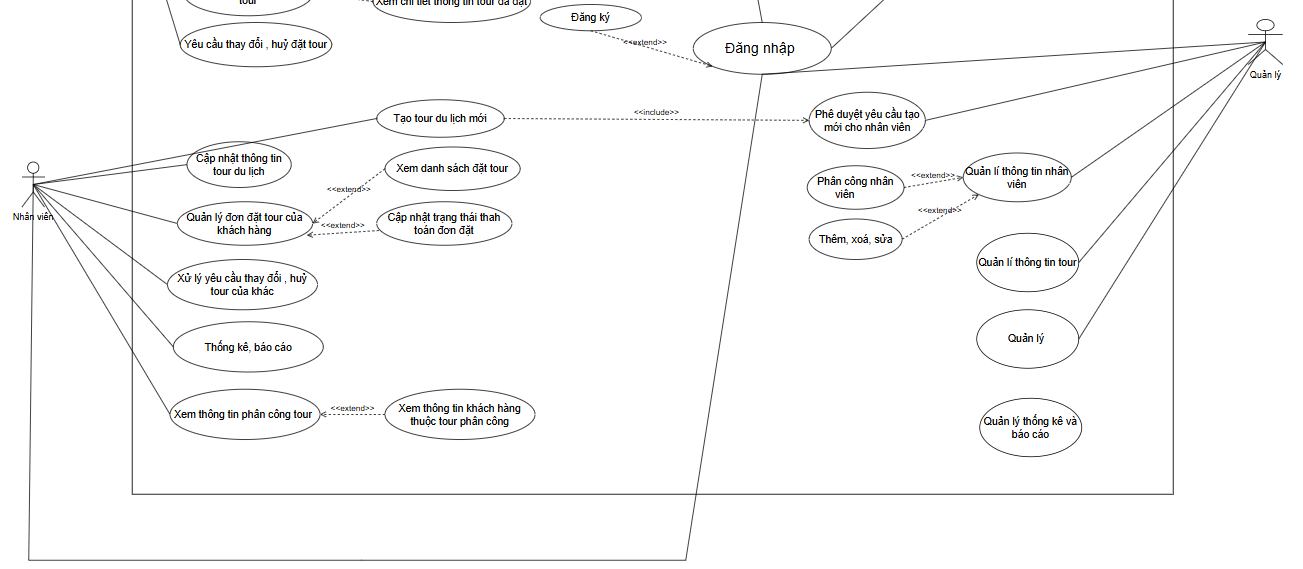 tour
Xem chi tiết thông tin tour đã đặt
Yêu cầu thay đổi , huỷ đặt tour
Đăng ký
<<extend>>
Đăng nhập
Quản lý
Tạo tour du lịch mới
<<include>>
Phê duyệt yêu cầu tạo
mới cho nhân viên
Cập nhật thông tin
tour du lịch
Xem danh sách đặt tour
<<extend>>
Nhân viên
Quản lý đơn đặt tour của
khách hàng
<<extend>>
Cập nhật trạng thái thah
toán đơn đặt
Phân công nhân
viên
<<extend>>
Quản lí thông tin nhân
viên
<<extend>>
Thêm, xoá, sửa
Xử lý yêu cầu thay đổi , huỷ
tour của khác
Quản lí thông tin tour
Thống kê, báo cáo
Quản lý
Xem thông tin phân công tour
<<extend>>
Xem thông tin khách hàng
thuộc tour phân công
Quản lý thống kê và
báo cáo